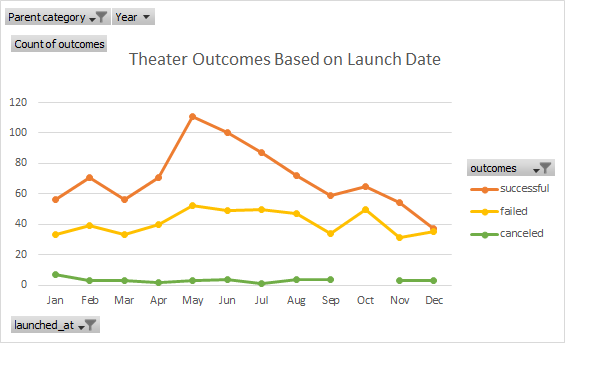 Parent category Year
Count of outcomes
Theater Outcomes Based on Launch Date
120
100
80
60
40
20
0
Jan Feb Mar Apr May Jun Jul Aug Sep Oct Nov Dec
outcomes
successful
failed
canceled
launched_at